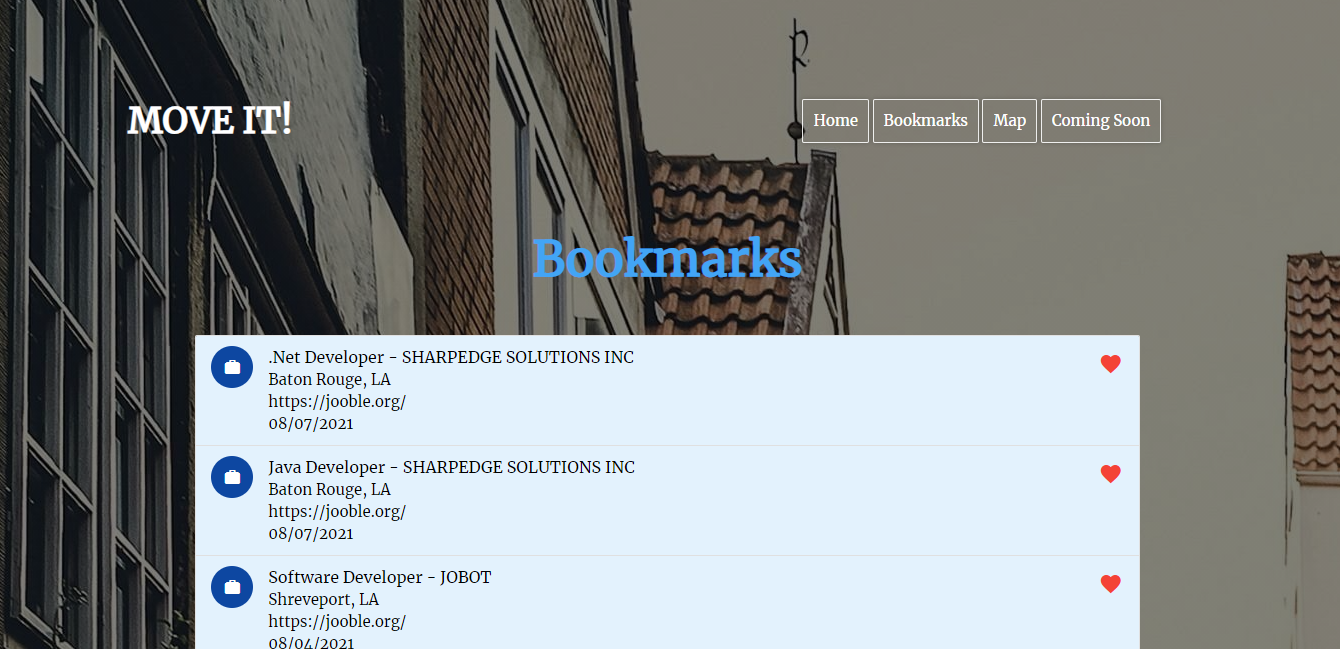 MOVE IT!
Home Bookmarks Map Coming Soon
Bookmarks
.Net Developer - SHARPEDGE SOLUTIONS INC
Baton Rouge, LA
https://jooble.org/
08/07/2021
Java Developer - SHARPEDGE SOLUTIONS INC
Baton Rouge, LA
https://jooble.org/
08/07/2021
Software Developer - JOBOT
Shreveport, LA
https://jooble.org/
08/04/2021